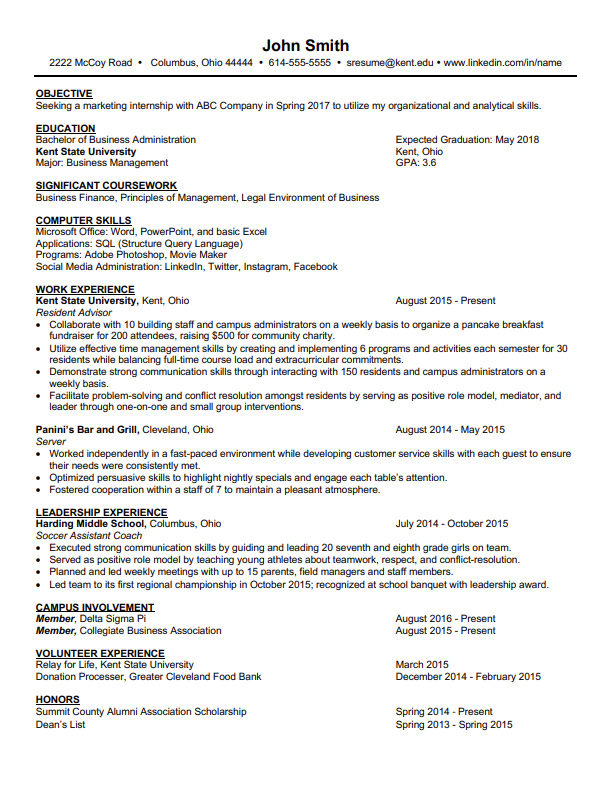 John Smith
2222 McCoy Road • Columbus, Ohio 44444 • 614-555-5555 • sresume@kent.edu • www.linkedin.com/in/name
OBJECTIVE
Seeking a marketing internship with ABC Company in Spring 2017 to utilize my organizational and analytical skills.
EDUCATION
Bachelor of Business Administration Expected Graduation: May 2018
Kent State University Kent, Ohio
Major: Business Management GPA: 3.6
SIGNIFICANT COURSEWORK
Business Finance, Principles of Management, Legal Environment of Business
COMPUTER SKILLS
Microsoft Office: Word, PowerPoint, and basic Excel
Applications: SQL (Structure Query Language)
Programs: Adobe Photoshop, Movie Maker
Social Media Administration: LinkedIn, Twitter, Instagram, Facebook
WORK EXPERIENCE
Kent State University, Kent, Ohio August 2015 - Present
Resident Advisor
• Collaborate with 10 building staff and campus administrators on a weekly basis to organize a pancake breakfast
fundraiser for 200 attendees, raising $500 for community charity.
• Utilize effective time management skills by creating and implementing 6 programs and activities each semester for 30
residents while balancing full-time course load and extracurricular commitments.
• Demonstrate strong communication skills through interacting with 150 residents and campus administrators on a
weekly basis.
• Facilitate problem-solving and conflict resolution amongst residents by serving as positive role model, mediator, and
leader through one-on-one and small group interventions.
Panini's Bar and Grill, Cleveland, Ohio August 2014 - May 2015
Server
• Worked independently in a fast-paced environment while developing customer service skills with each guest to ensure
their needs were consistently met.
• Optimized persuasive skills to highlight nightly specials and engage each table's attention.
• Fostered cooperation within a staff of 7 to maintain a pleasant atmosphere.
LEADERSHIP EXPERIENCE
Harding Middle School, Columbus, Ohio July 2014 - October 2015
Soccer Assistant Coach
• Executed strong communication skills by guiding and leading 20 seventh and eighth grade girls on team.
• Served as positive role model by teaching young athletes about teamwork, respect, and conflict-resolution.
• Planned and led weekly meetings with up to 15 parents, field managers and staff members.
• Led team to its first regional championship in October 2015; recognized at school banquet with leadership award.
CAMPUS INVOLVEMENT
Member, Delta Sigma Pi August 2016 - Present
Member, Collegiate Business Association August 2015 - Present
VOLUNTEER EXPERIENCE
Relay for Life, Kent State University March 2015
Donation Processer, Greater Cleveland Food Bank December 2014 - February 2015
HONORS
Summit County Alumni Association Scholarship Spring 2014 - Present
Dean's List Spring 2013 - Spring 2015